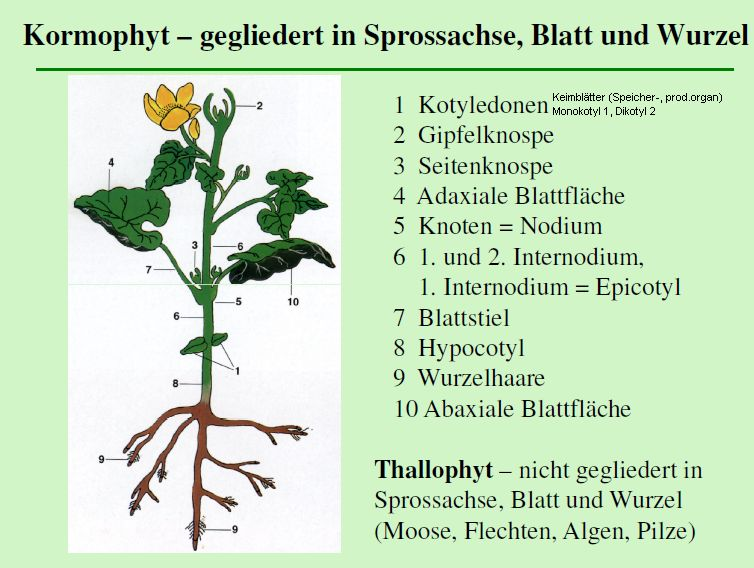 Kormophyt – gegliedert in Sprossachse, Blatt und Wurzel
1 Kotyledonen Keimblätter (Speicher-, prod.organ)
Monokotyl 1, Dikotyl 2
2 Gipfelknospe
3 Seitenknospe
4 Adaxiale Blattfläche
5 Knoten = Nodium
6 1. und 2. Internodium,
1. Internodium = Epicotyl
7 Blattstiel
8 Hypocotyl
9 Wurzelhaare
10 Abaxiale Blattfläche
Thallophyt – nicht gegliedert in
Sprossachse, Blatt und Wurzel
(Moose, Flechten, Algen, Pilze)
2
4
3
6
7
10
5
6
1
8
9
9